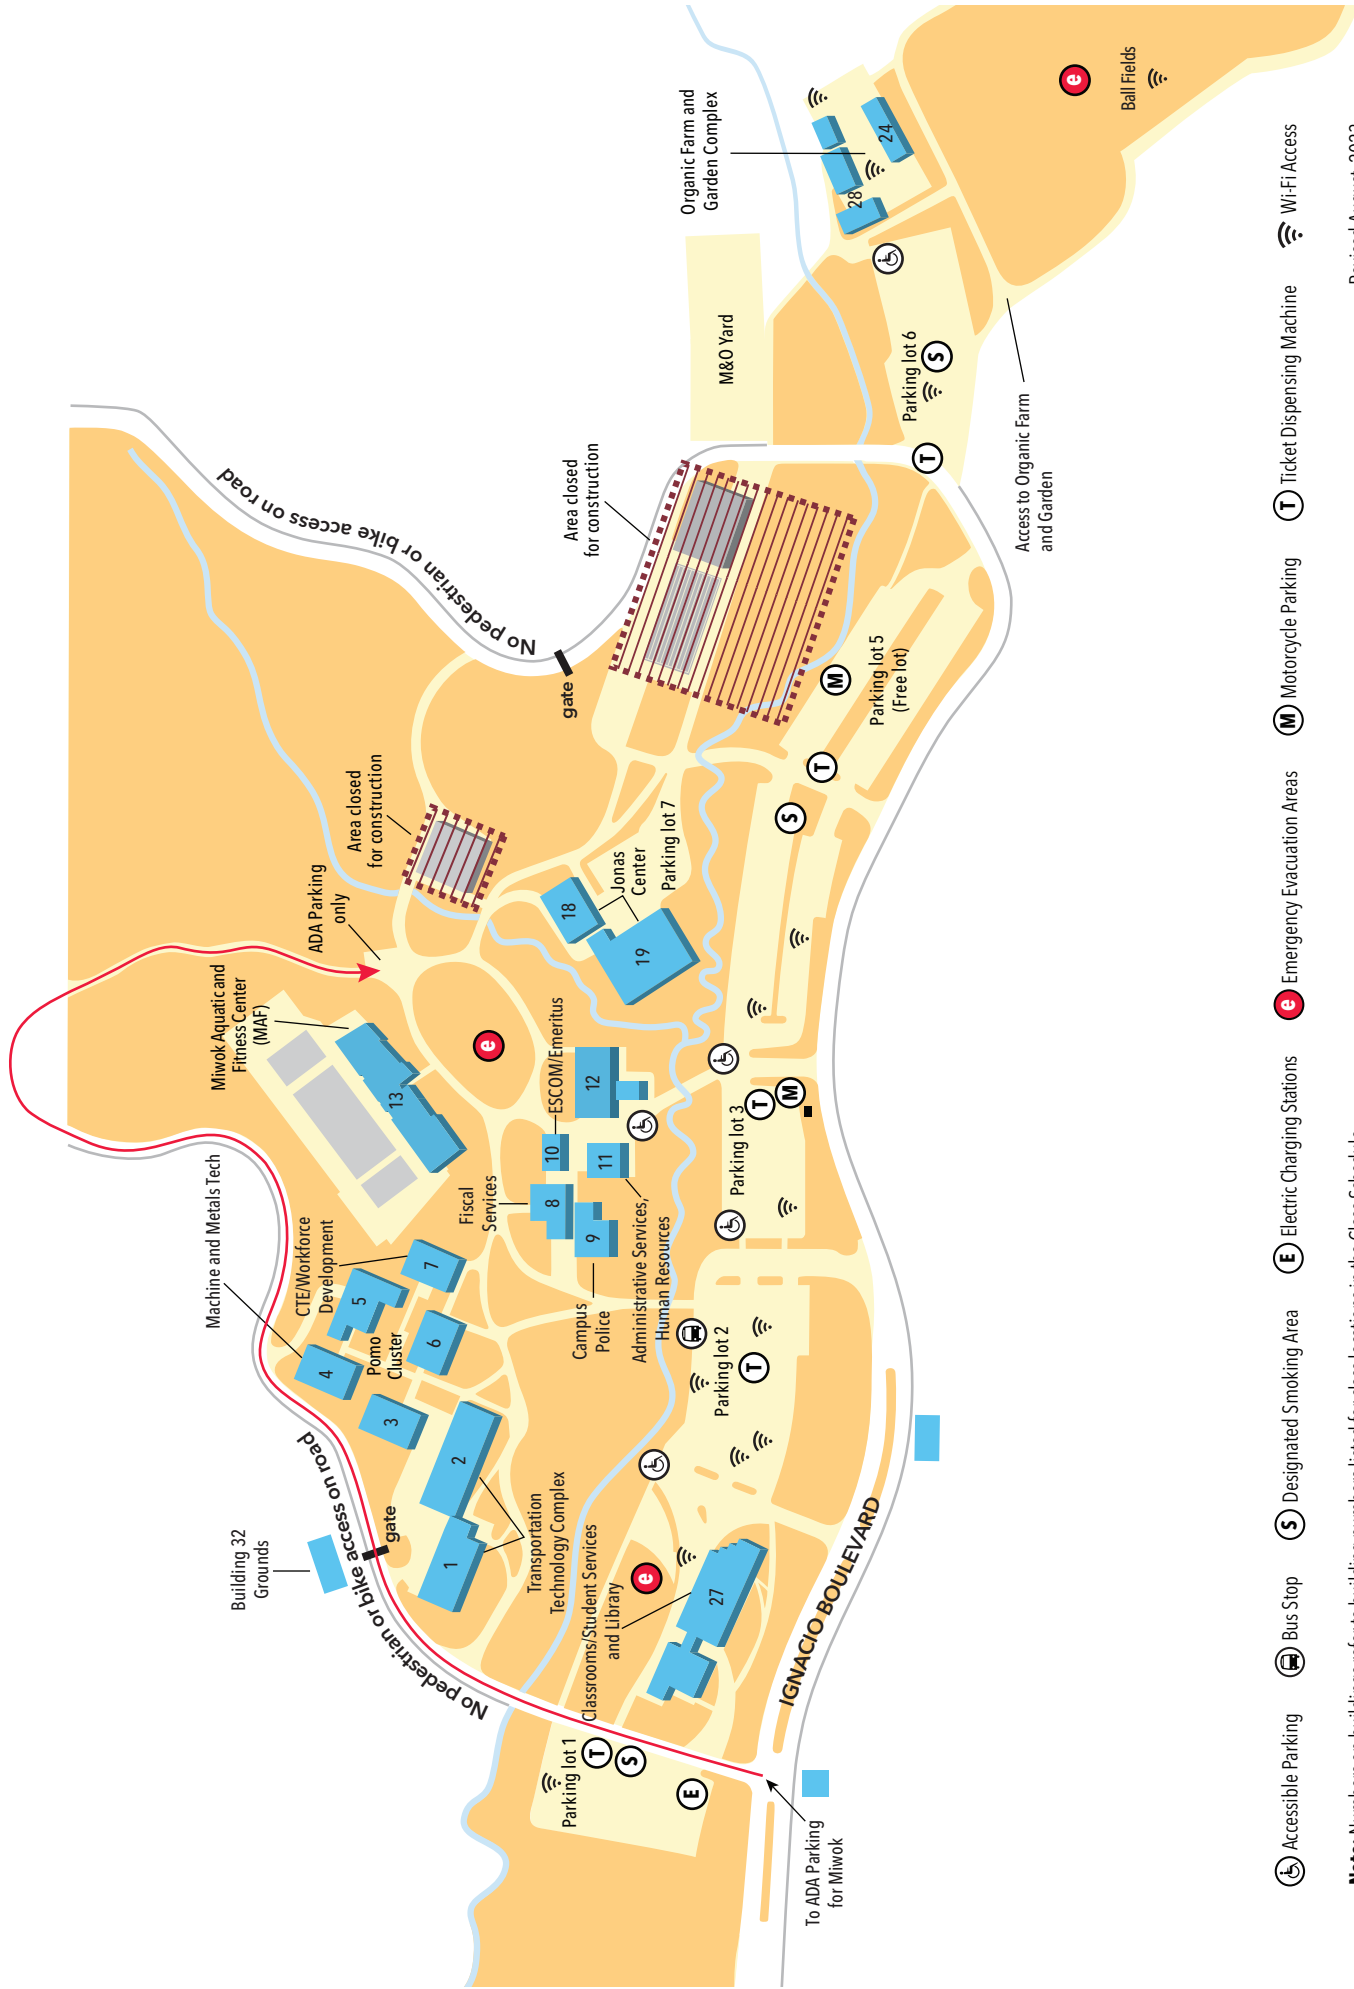 Building 32
Grounds
No pedestrian or bike access on road
gate
Machine and Metals Tech
CTE/Workforce
Development
Miwok Aquatic and
Fitness Center
(MAF)
ADA Parking
only
Area closed
for construction
No pedestrian or bike access on road
gate
Area closed
for construction
M&O Yard
Organic Farm and
Garden Complex
4
5
7
3
Pomo
Cluster
6
2
1
13
Transportation
Technology Complex
Fiscal
Services
8
9
10
ESCOM/Emeritus
11
12
Campus
Police
Administrative Services,
Human Resources
e
18
19
Jonas
Center
Parking lot 7
28
24
Ball Fields
e
Classrooms/Student Services
and Library
27
e
Parking lot 1
T
S
E
Parking lot 2
T
Parking lot 3
T
M
S
T
M
Parking lot 5
(Free lot)
Parking lot 6
S
T
Access to Organic Farm
and Garden
IGNACIO BOULEVARD
To ADA Parking
for Miwok
Accessible Parking
Bus Stop
S Designated Smoking Area
E Electric Charging Stations
e Emergency Evacuation Areas
M Motorcycle Parking
T Ticket Dispensing Machine
Wi-Fi Access